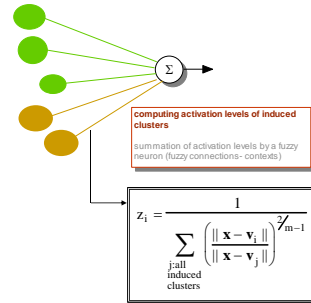 Σ
computing activation levels of induced
clusters
summation of activation levels by a fuzzy
neuron (fuzzy connections- contexts)
z_i = 1 / ∑ ( || x − v_i || / || x − v_j || )^{2/m−1}
j:all
induced
clusters